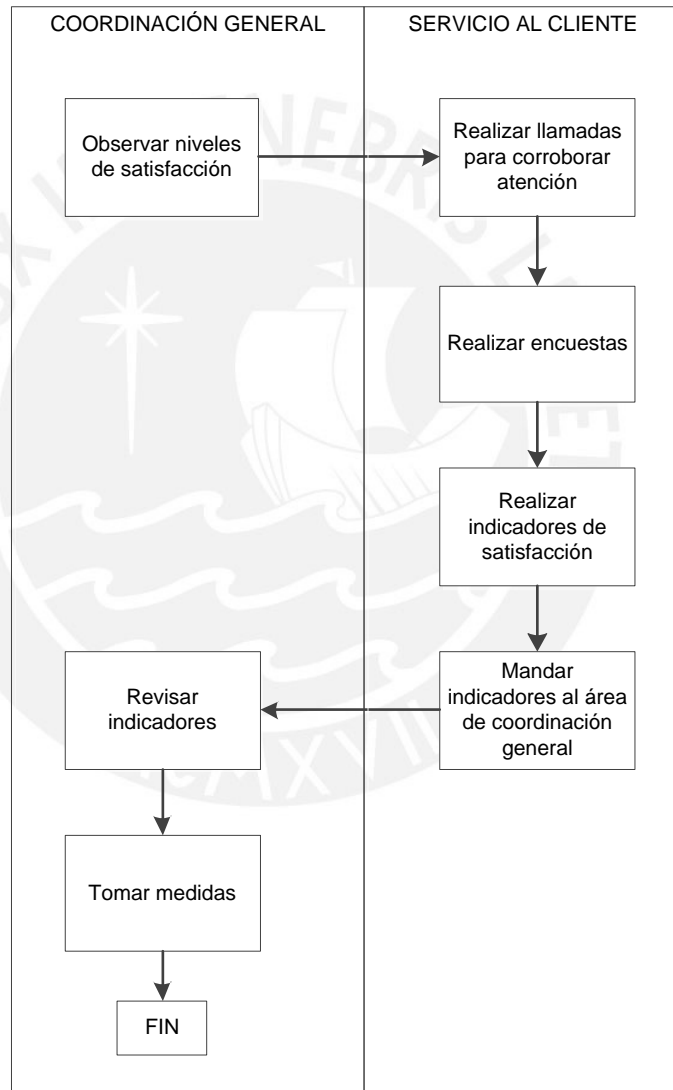 COORDINACIÓN GENERAL
SERVICIO AL CLIENTE
Observar niveles
de satisfacción
Realizar llamadas
para corroborar
atención
Realizar encuestas
Realizar
indicadores de
satisfacción
Mandar
indicadores al área
de coordinación
general
Revisar
indicadores
Tomar medidas
FIN